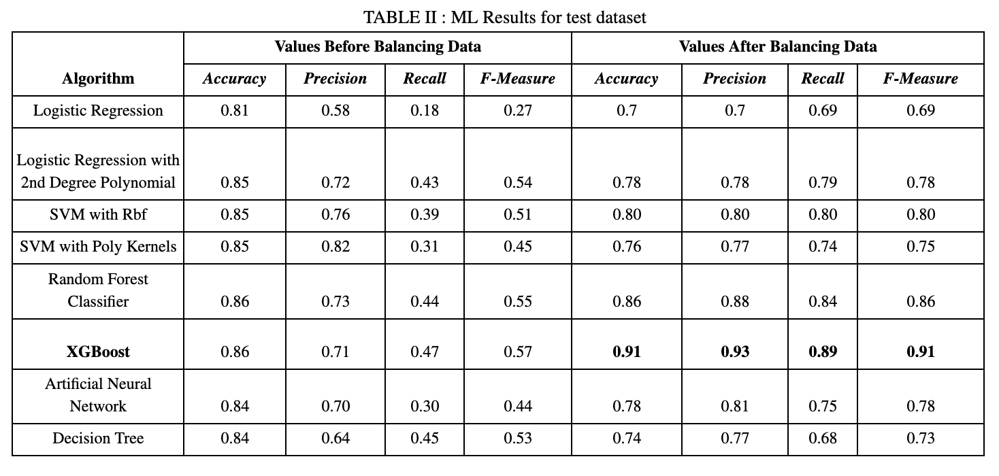 TABLE II : ML Results for test dataset
Values Before Balancing Data Values After Balancing Data
Algorithm Accuracy Precision Recall F-Measure Accuracy Precision Recall F-Measure
Logistic Regression 0.81 0.58 0.18 0.27 0.7 0.7 0.69 0.69
Logistic Regression with
2nd Degree Polynomial 0.85 0.72 0.43 0.54 0.78 0.78 0.79 0.78
SVM with Rbf 0.85 0.76 0.39 0.51 0.80 0.80 0.80 0.80
SVM with Poly Kernels 0.85 0.82 0.31 0.45 0.76 0.77 0.74 0.75
Random Forest
Classifier 0.86 0.73 0.44 0.55 0.86 0.88 0.84 0.86
XGBoost 0.86 0.71 0.47 0.57 0.91 0.93 0.89 0.91
Artificial Neural
Network 0.84 0.70 0.30 0.44 0.78 0.81 0.75 0.78
Decision Tree 0.84 0.64 0.45 0.53 0.74 0.77 0.68 0.73